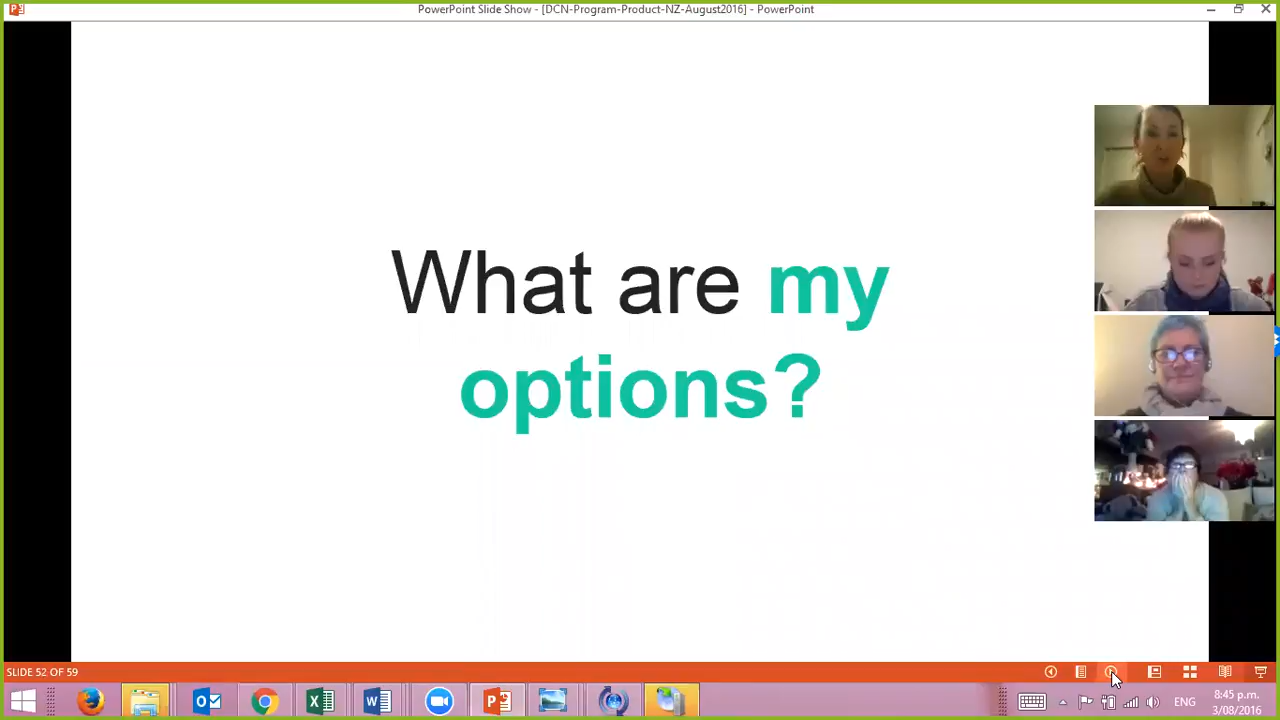 PowerPoint Slide Show - [DCN-Program-Product-NZ-August2016] - PowerPoint
What are my
options?
SLIDE 52 OF 59
ENG
8:45 p.m.
3/08/2016